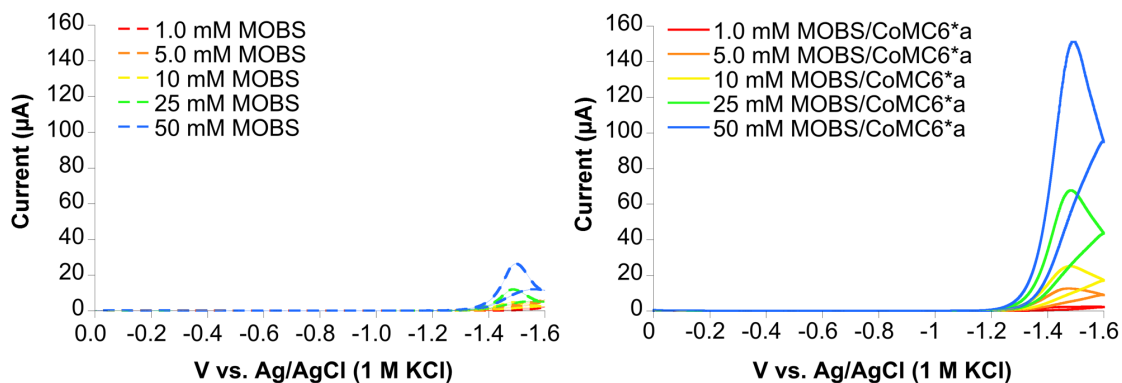 160
140
120
100
80
60
40
20
0
Current (µA)
1.0 mM MOBS
5.0 mM MOBS
10 mM MOBS
25 mM MOBS
50 mM MOBS
0.0 -0.2 -0.4 -0.6 -0.8 -1.0 -1.2 -1.4 -1.6
V vs. Ag/AgCl (1 M KCl)
160
140
120
100
80
60
40
20
0
Current (µA)
1.0 mM MOBS/CoMC6*a
5.0 mM MOBS/CoMC6*a
10 mM MOBS/CoMC6*a
25 mM MOBS/CoMC6*a
50 mM MOBS/CoMC6*a
0 -0.2 -0.4 -0.6 -0.8 -1 -1.2 -1.4 -1.6
V vs. Ag/AgCl (1 M KCl)